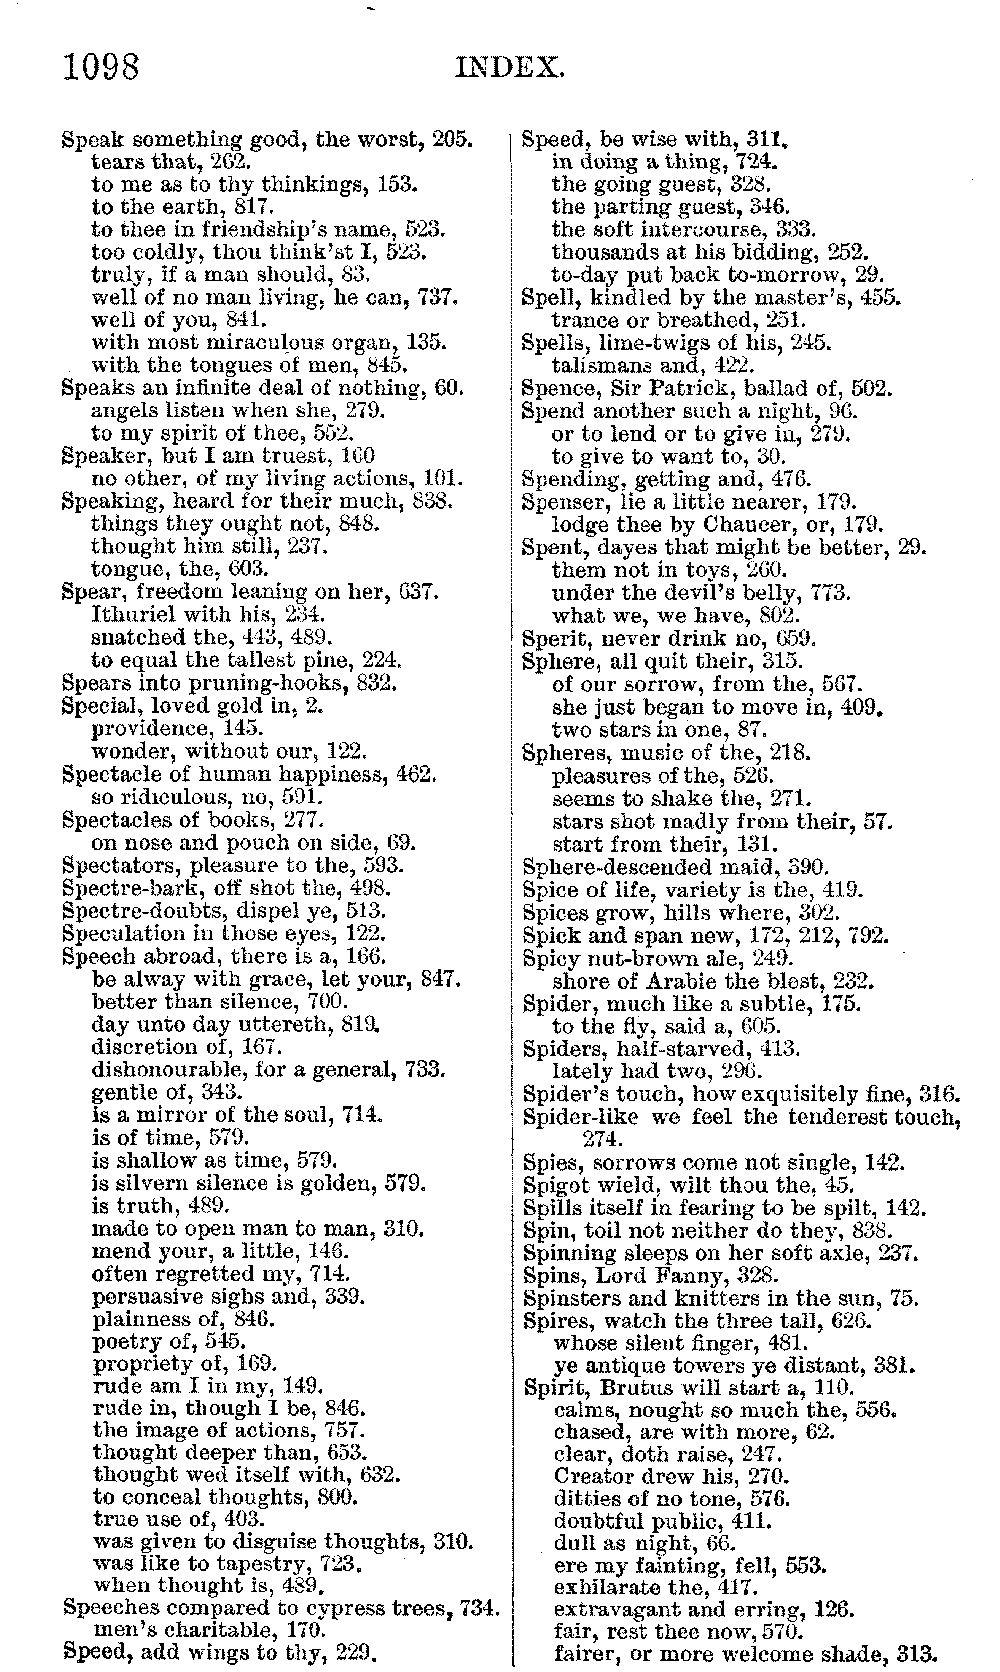 1098
INDEX.
Speak something good, the worst, 205.
tears that, 262.
to me as to thy thinkings, 153.
to the earth, 817.
to thee in friendship's name, 523.
too coldly, thou think'st I, 523.
truly, if a man should, 83.
well of no man living, he can, 737.
well of you, 841.
with most miraculous organ, 135.
with the tongues of men, 845.
Speaks an infinite deal of nothing, 60.
angels listen when she, 279.
to my spirit of thee, 552.
Speaker, but I am truest, 160
no other, of my living actions, 101.
Speaking, heard for their much, 838.
things they ought not, 848.
thought him still, 237.
tongue, the, 603.
Spear, freedom leaning on her, 637.
Ithuriel with his, 234.
snatched the, 443, 489.
to equal the tallest pine, 224.
Spears into pruning-hooks, 832.
Special, loved gold in, 2.
providence, 145.
wonder, without our, 122.
Spectacle of human happiness, 462.
so ridiculous, no, 591.
Spectacles of books, 277.
on nose and pouch on side, 69.
Spectators, pleasure to the, 593.
Spectre-bark, off shot the, 498.
Spectre-doubts, dispel ye, 513.
Speculation in those eyes, 122.
Speech abroad, there is a, 166.
be alway with grace, let your, 847.
better than silence, 700.
day unto day uttereth, 819.
discretion of, 167.
dishonourable, for a general, 733.
gentle of, 343.
is a mirror of the soul, 714.
is of time, 579.
is shallow as time, 579.
is silvern silence is golden, 579.
is truth, 489.
made to open man to man, 310.
mend your, a little, 146.
often regretted my, 714.
persuasive sighs and, 339.
plainness of, 846.
poetry of, 545.
propriety of, 169.
rude am I in my, 149.
rude in, though I be, 846.
the image of actions, 757.
thought deeper than, 653.
thought wed itself with, 632.
to conceal thoughts, 800.
true use of, 403.
was given to disguise thoughts, 310.
was like to tapestry, 723.
when thought is, 489.
Speeches compared to cypress trees, 734.
men's charitable, 170.
Speed, add wings to thy, 229.
Speed, be wise with, 311.
in doing a thing, 724.
the going guest, 328.
the parting guest, 346.
the soft intercourse, 333.
thousands at his bidding, 252.
to-day put back to-morrow, 29.
Spell, kindled by the master's, 455.
trance or breathed, 251.
Spells, lime-twigs of his, 245.
talismans and, 422.
Spence, Sir Patrick, ballad of, 502.
Spend another such a night, 96.
or to lend or to give in, 279.
to give to want to, 30.
Spending, getting and, 476.
Spenser, lie a little nearer, 179.
lodge thee by Chaucer, or, 179.
Spent, dayes that might be better, 29.
them not in toys, 260.
under the devil's belly, 773.
what we, we have, 802.
Sperit, never drink no, 659.
Sphere, all quit their, 315.
of our sorrow, from the, 567.
she just began to move in, 409.
two stars in one, 87.
Spheres, music of the, 218.
pleasures of the, 526.
seems to shake the, 271.
stars shot madly from their, 57.
start from their, 131.
Sphere-descended maid, 390.
Spice of life, variety is the, 419.
Spices grow, hills where, 302.
Spick and span new, 172, 212, 792.
Spicy nut-brown ale, 249.
shore of Arabie the blest, 232.
Spider, much like a subtle, 175.
to the fly, said a, 605.
Spiders, half-starved, 413.
lately had two, 296.
Spider's touch, how exquisitely fine, 316.
Spider-like we feel the tenderest touch,
274.
Spies, sorrows come not single, 142.
Spigot wield, wilt thou the, 45.
Spills itself in fearing to be spilt, 142.
Spin, toil not neither do they, 838.
Spinning sleeps on her soft axle, 237.
Spins, Lord Fanny, 328.
Spinsters and knitters in the sun, 75.
Spires, watch the three tall, 626.
whose silent finger, 481.
ye antique towers ye distant, 381.
Spirit, Brutus will start a, 110.
calms, nought so much the, 556.
chased, are with more, 62.
clear, doth raise, 247.
Creator drew his, 270.
ditties of no tone, 576.
doubtful public, 411.
dull as night, 66.
ere my fainting, fell, 553.
exhilarate the, 417.
extravagant and erring, 126.
fair, rest thee now, 570.
fairer, or more welcome shade, 313.